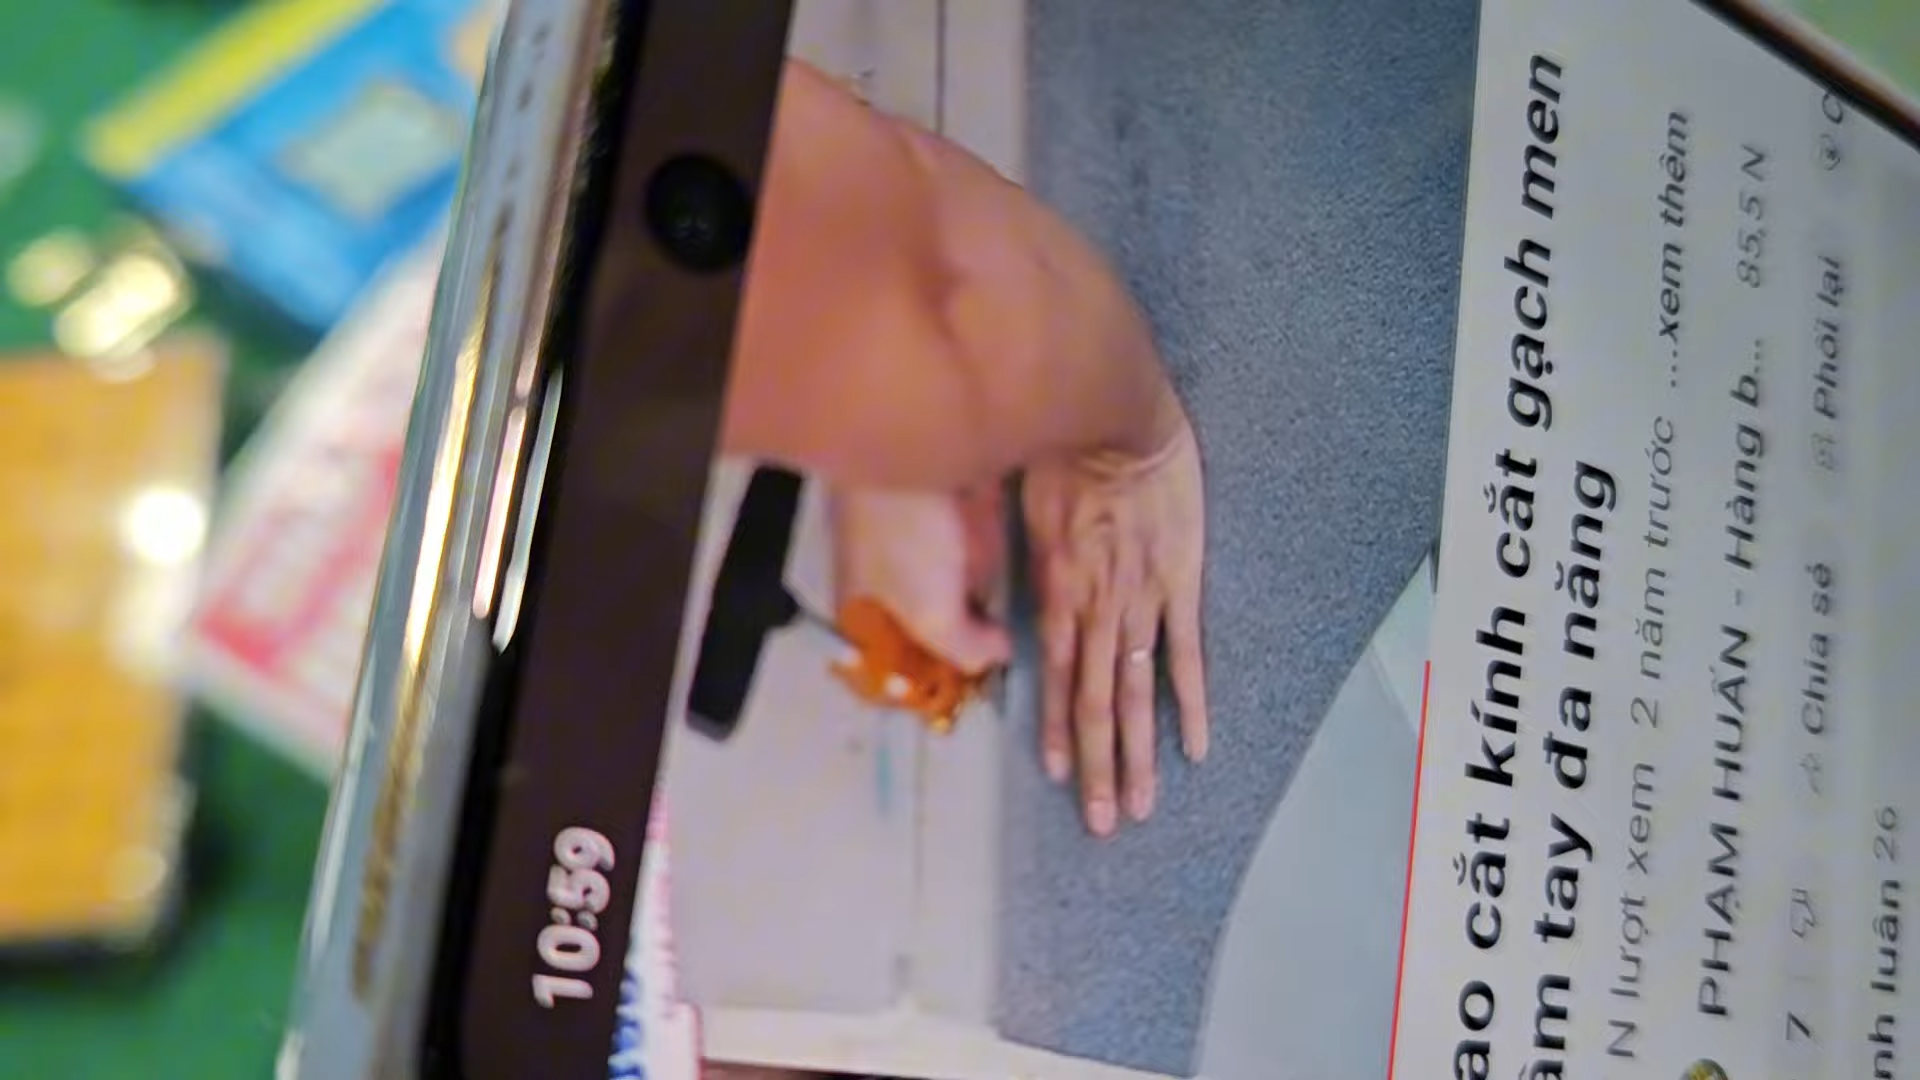 10:59
ao cắt kính cắt gạch men
ầm tay đa năng
N lượt xem 2 năm trước ...xem thêm
PHẠM HUẤN - Hàng b... 85,5 N
7 Chia sẻ Phối lại
nh luận 26